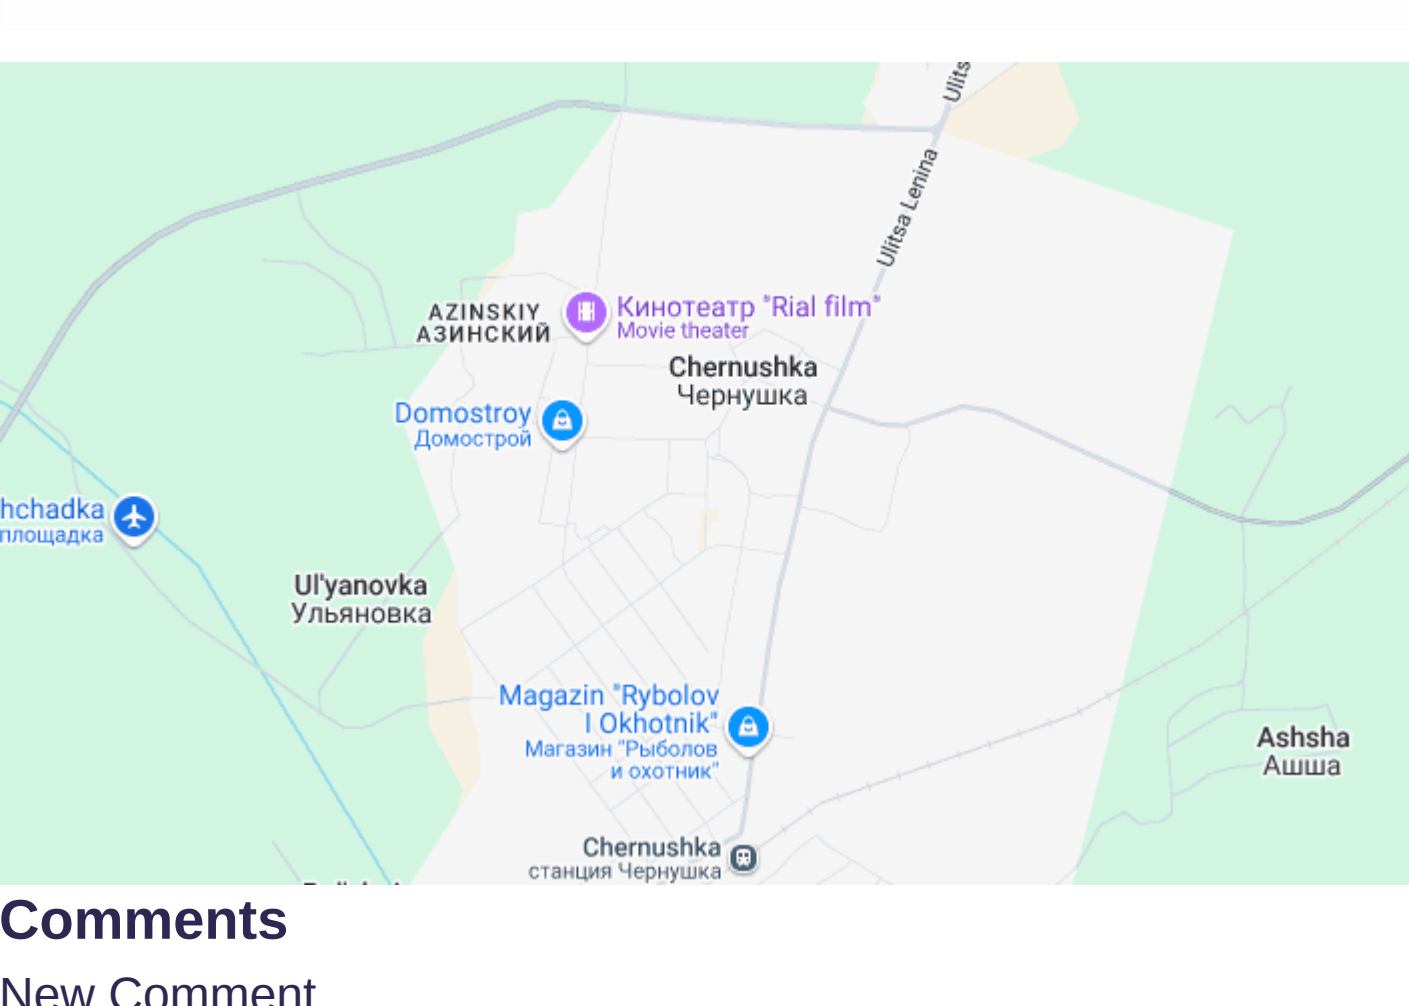 Ulits
Ulitsa Lenina
AZINSKIY
АЗИНСКИЙ
Кинотеатр "Rial film"
Movie theater
Chernushka
Чернушка
Domostroy
Домострой
hchadka
площадка
Ul'yanovka
Ульяновка
Magazin "Rybolov
I Okhotnik"
Магазин "Рыболов
и охотник"
Ashsha
Ашша
Chernushka
станция Чернушка
Comments
New Comment